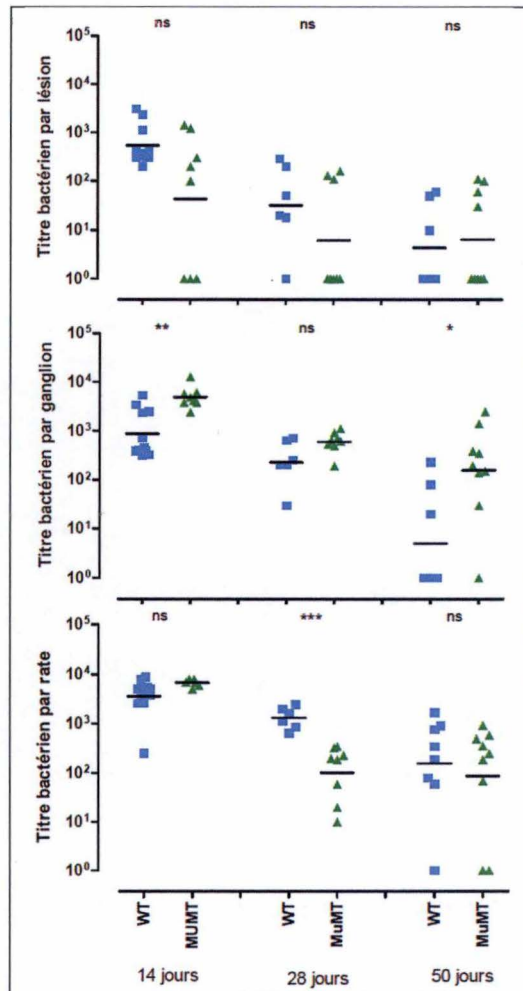 ns ns ns
10⁵
10⁴
10³
10²
10¹
10⁰
Titre bactérien par lésion
** ns *
10⁵
10⁴
10³
10²
10¹
10⁰
Titre bactérien par ganglion
ns *** ns
10⁵
10⁴
10³
10²
10¹
10⁰
Titre bactérien par rate
WT MUMT WT MuMT WT MuMT
14 jours 28 jours 50 jours